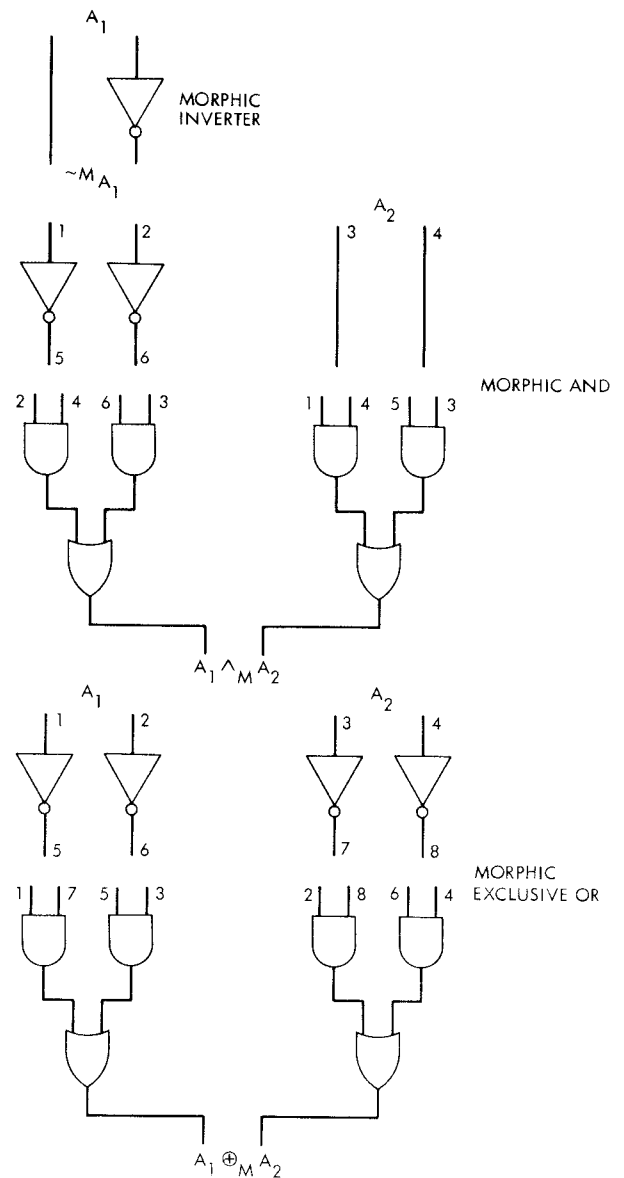 A1
MORPHIC
INVERTER
~M A1
A2
1 2 3 4
5 6
MORPHIC AND
2 4 6 3 1 4 5 3
A1 ^M A2
A1 A2
1 2 3 4
5 6 7 8
MORPHIC
EXCLUSIVE OR
1 7 5 3 2 8 6 4
A1 ⊕M A2